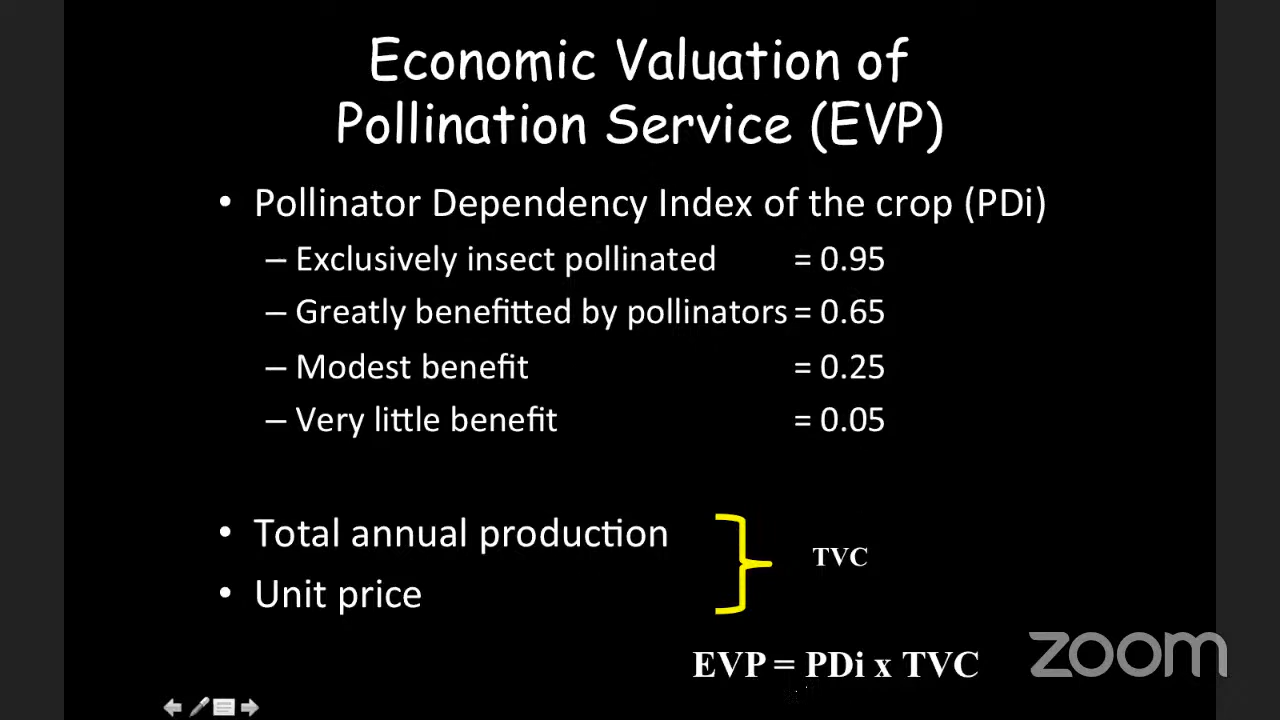 Economic Valuation of
Pollination Service (EVP)
• Pollinator Dependency Index of the crop (PDi)
– Exclusively insect pollinated = 0.95
– Greatly benefitted by pollinators = 0.65
– Modest benefit = 0.25
– Very little benefit = 0.05
• Total annual production
• Unit price
TVC
EVP = PDi x TVC
zoom